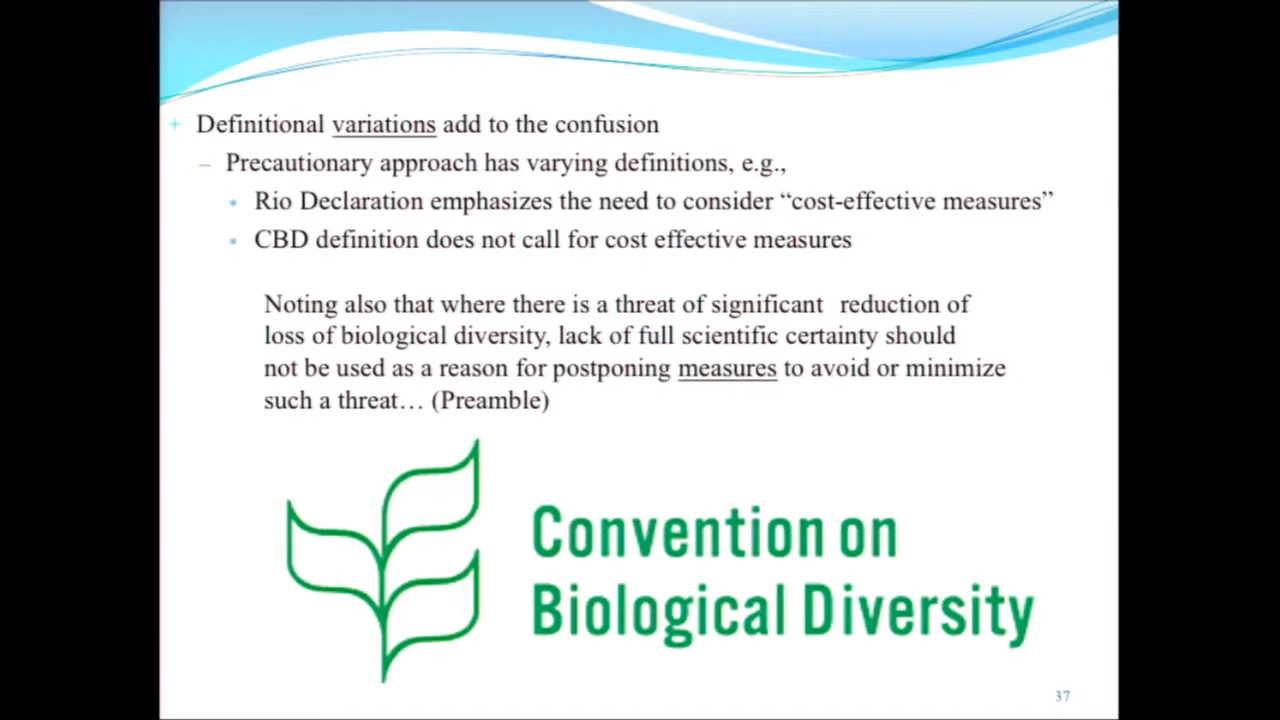 + Definitional variations add to the confusion
– Precautionary approach has varying definitions, e.g.,
* Rio Declaration emphasizes the need to consider “cost-effective measures”
* CBD definition does not call for cost effective measures
Noting also that where there is a threat of significant reduction of
loss of biological diversity, lack of full scientific certainty should
not be used as a reason for postponing measures to avoid or minimize
such a threat… (Preamble)
Convention on
Biological Diversity
37